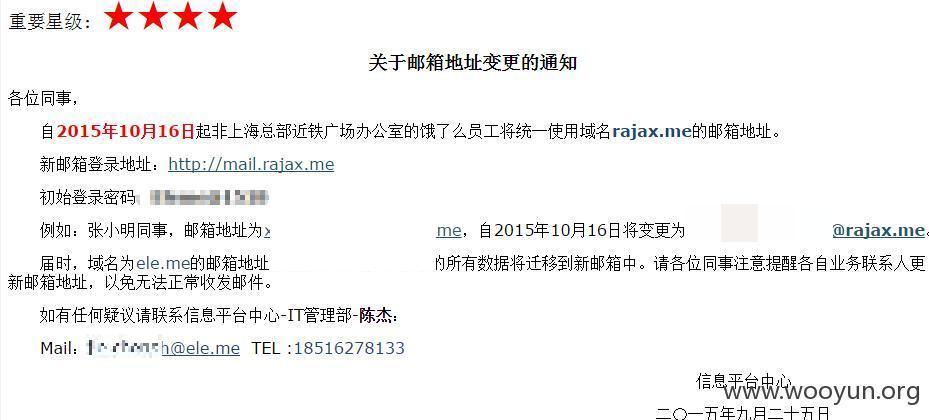 重要星级：★★★★
关于邮箱地址变更的通知
各位同事，
自2015年10月16日起非上海总部近铁广场办公室的饿了么员工将统一使用域名rajax.me的邮箱地址。
新邮箱登录地址：http://mail.rajax.me
初始登录密码
例如：张小明同事，邮箱地址为x me，自2015年10月16日将变更为 @rajax.me。
届时，域名为ele.me的邮箱地址 的所有数据将迁移到新邮箱中。请各位同事注意提醒各自业务联系人更
新邮箱地址，以免无法正常收发邮件。
如有任何疑议请联系信息平台中心-IT管理部-陈杰：
Mail： h@ele.me TEL :18516278133
信息平台中心
www.wooyun.org
二〇一五年九月二十五日